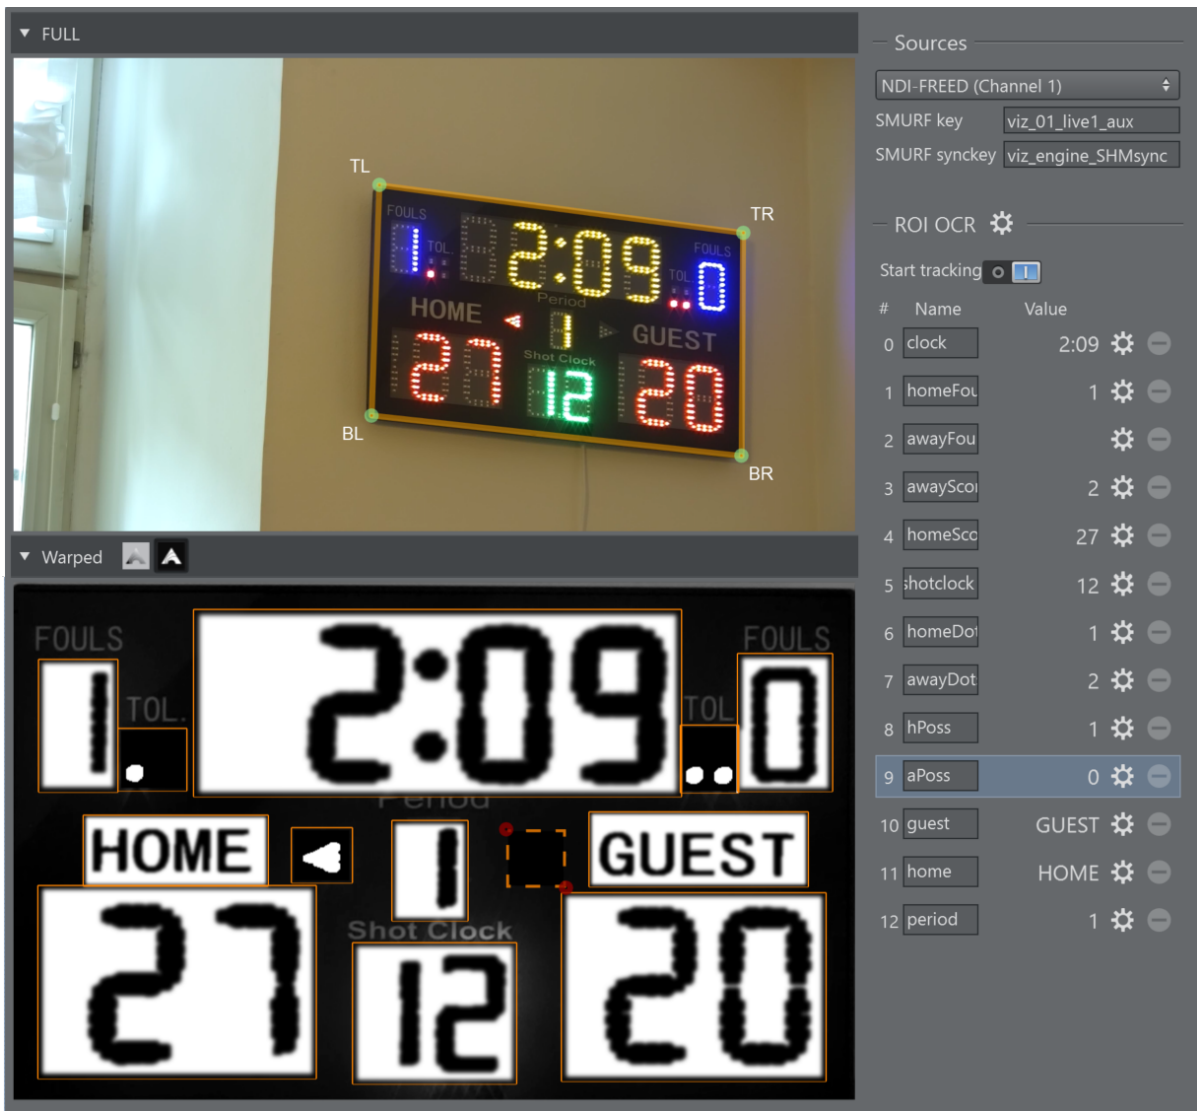 FULL
TL
TR
FOULS
FOULS
1
TOL.
2:09
TOL
0
Period
HOME
1
GUEST
Shot Clock
27
12
20
BL
BR
Warped
FOULS
2:09
FOULS
1
TOL.
TOL
0
Period
HOME
1
GUEST
27
Shot Clock
12
20
Sources
NDI-FREED (Channel 1)
SMURF key viz_01_live1_aux
SMURF synckey viz_engine_SHMsync
ROI OCR
Start tracking
# Name Value
0 clock 2:09
1 homeFou 1
2 awayFou
3 awayScor 2
4 homeSco 27
5 shotclock 12
6 homeDot 1
7 awayDot 2
8 hPoss 1
9 aPoss 0
10 guest GUEST
11 home HOME
12 period 1